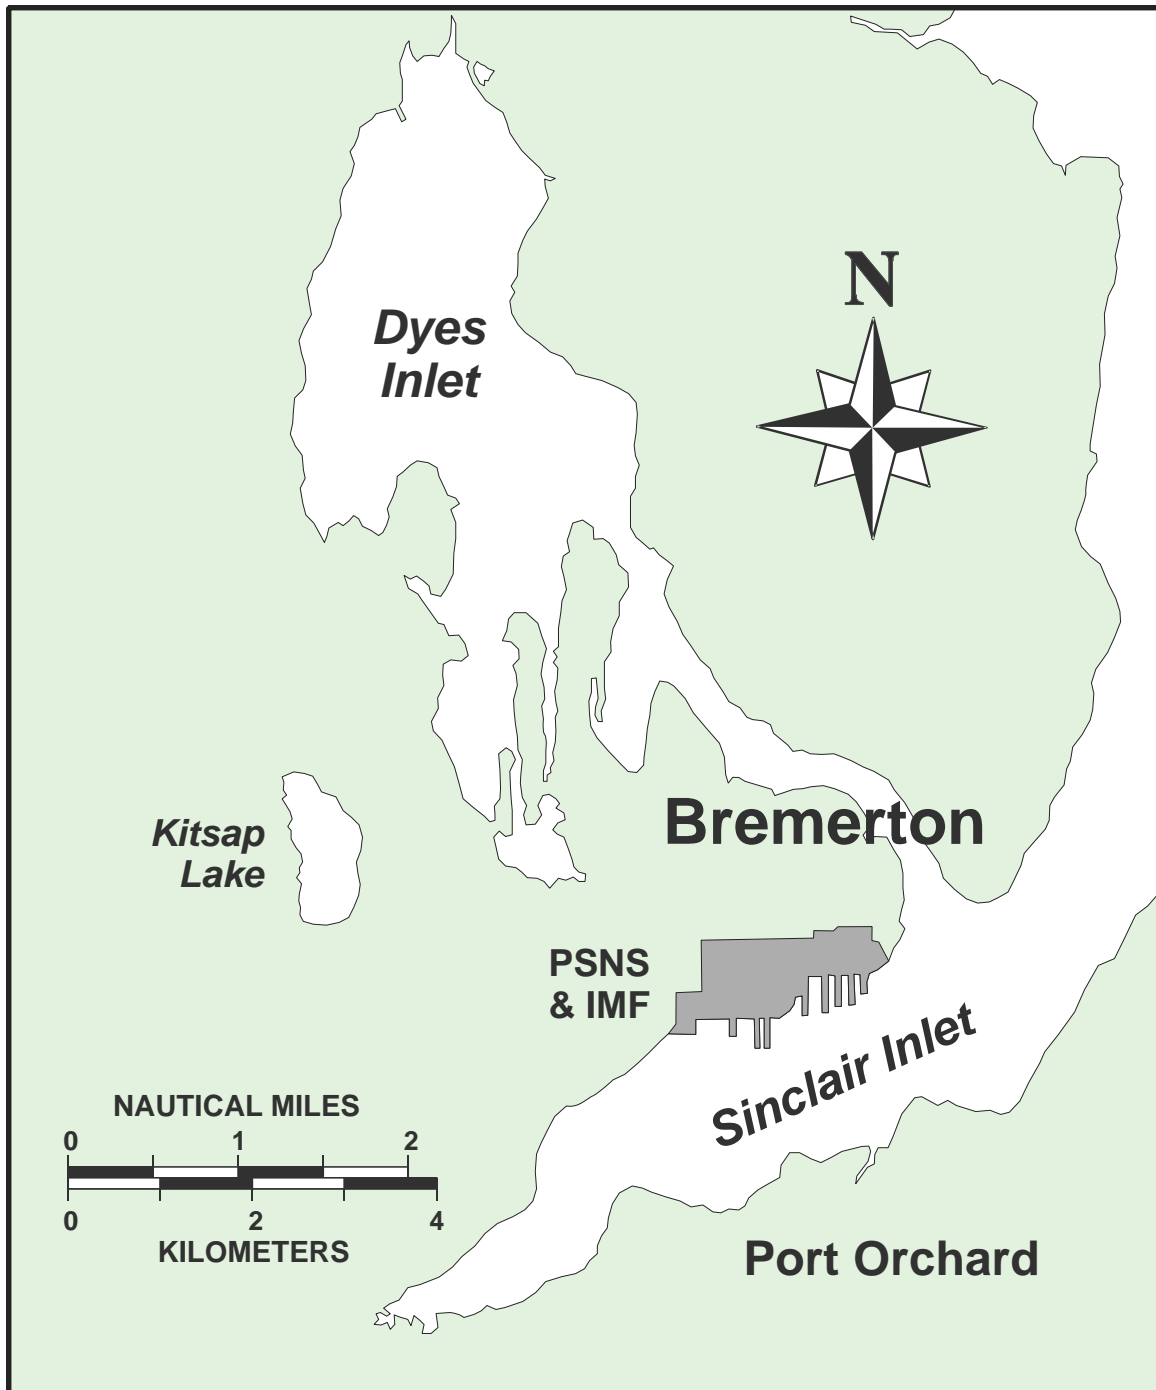 N
Dyes
Inlet
Bremerton
Kitsap
Lake
PSNS
& IMF
Sinclair Inlet
NAUTICAL MILES
0 1 2
0 2 4
KILOMETERS
Port Orchard